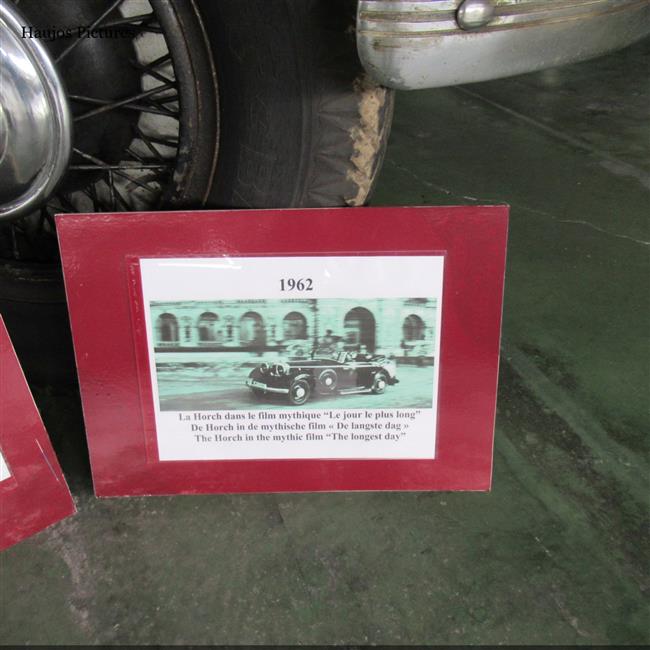 Haujos Pictures
1962
La Horch dans le film mythique “Le jour le plus long”
De Horch in de mythische film « De langste dag »
The Horch in the mythic film “The longest day”